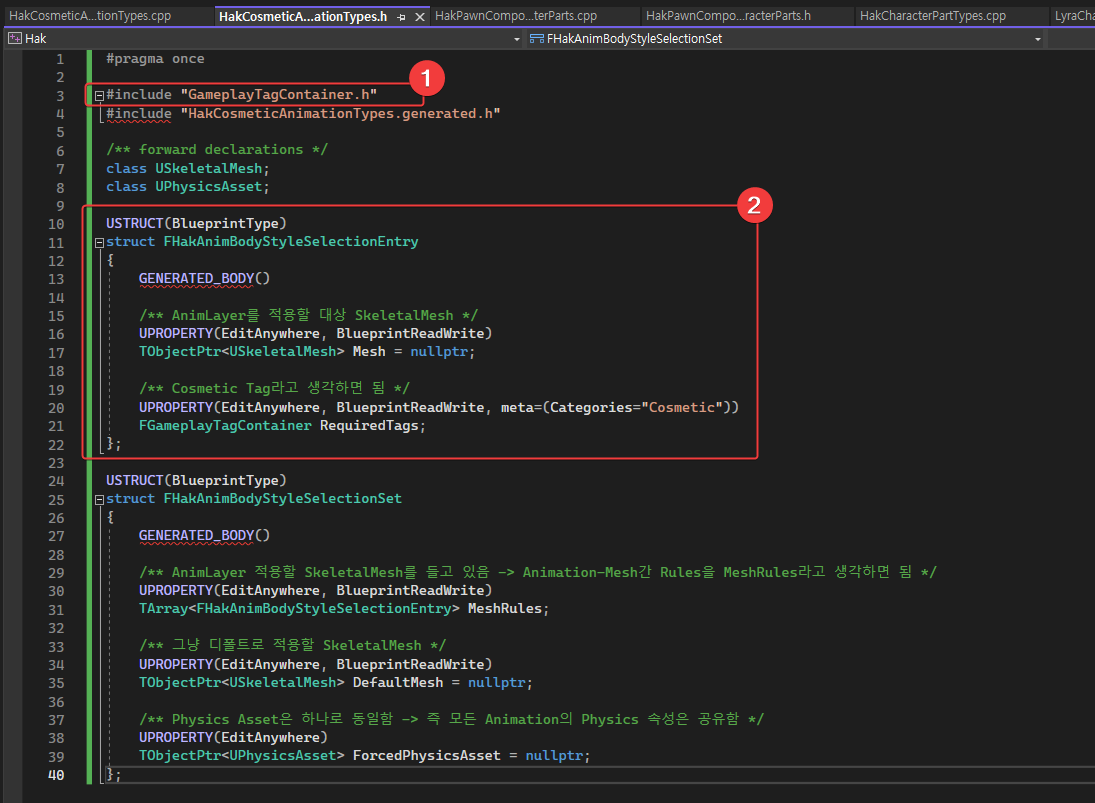 HakCosmeticA...tionTypes.cpp
HakCosmeticA...ationTypes.h
HakPawnCompo...terParts.cpp
HakPawnCompo...racterParts.h
HakCharacterPartTypes.cpp
LyraCha
Hak
FHakAnimBodyStyleSelectionSet
1 #pragma once
1
2
3 #include "GameplayTagContainer.h"
4 #include "HakCosmeticAnimationTypes.generated.h"
5
6 /** forward declarations */
7 class USkeletalMesh;
8 class UPhysicsAsset;
9
2
10 USTRUCT(BlueprintType)
11 struct FHakAnimBodyStyleSelectionEntry
12 {
13 GENERATED_BODY()
14
15 /** AnimLayer를 적용할 대상 SkeletalMesh */
16 UPROPERTY(EditAnywhere, BlueprintReadWrite)
17 TObjectPtr<USkeletalMesh> Mesh = nullptr;
18
19 /** Cosmetic Tag라고 생각하면 됨 */
20 UPROPERTY(EditAnywhere, BlueprintReadWrite, meta=(Categories="Cosmetic"))
21 FGameplayTagContainer RequiredTags;
22 };
23
24 USTRUCT(BlueprintType)
25 struct FHakAnimBodyStyleSelectionSet
26 {
27 GENERATED_BODY()
28
29 /** AnimLayer 적용할 SkeletalMesh를 들고 있음 -> Animation-Mesh간 Rules을 MeshRules라고 생각하면 됨 */
30 UPROPERTY(EditAnywhere, BlueprintReadWrite)
31 TArray<FHakAnimBodyStyleSelectionEntry> MeshRules;
32
33 /** 그냥 디폴트로 적용할 SkeletalMesh */
34 UPROPERTY(EditAnywhere, BlueprintReadWrite)
35 TObjectPtr<USkeletalMesh> DefaultMesh = nullptr;
36
37 /** Physics Asset은 하나로 동일함 -> 즉 모든 Animation의 Physics 속성은 공유함 */
38 UPROPERTY(EditAnywhere)
39 TObjectPtr<UPhysicsAsset> ForcedPhysicsAsset = nullptr;
40 };